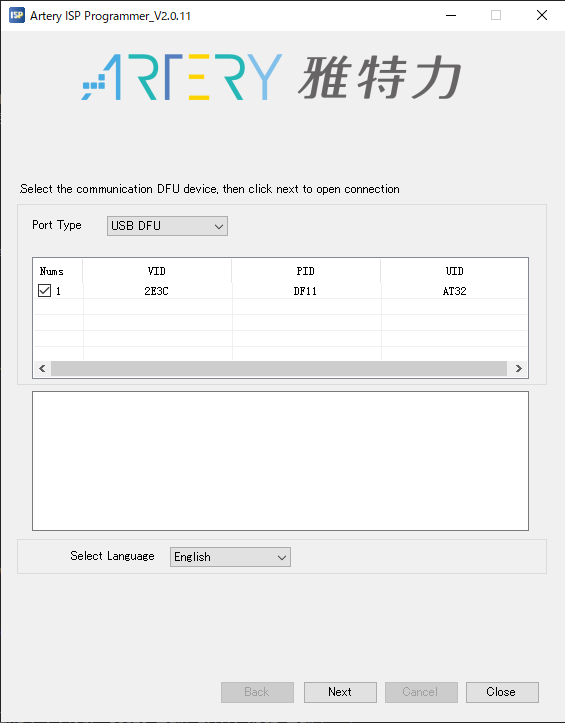 ISP Artery ISP Programmer_V2.0.11
ARTERY 雅特力
Select the communication DFU device, then click next to open connection
Port Type USB DFU
Nums VID PID UID
1 2E3C DF11 AT32
Select Language English
Back Next Cancel Close